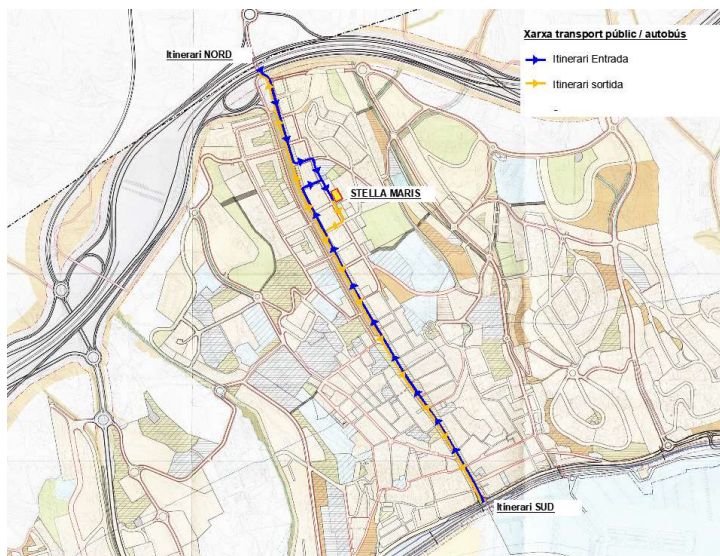 Itinerari NORD
Xarxa transport públic / autobús
Itinerari Entrada
Itinerari sortida
-
STELLA MARIS
Itinerari SUD